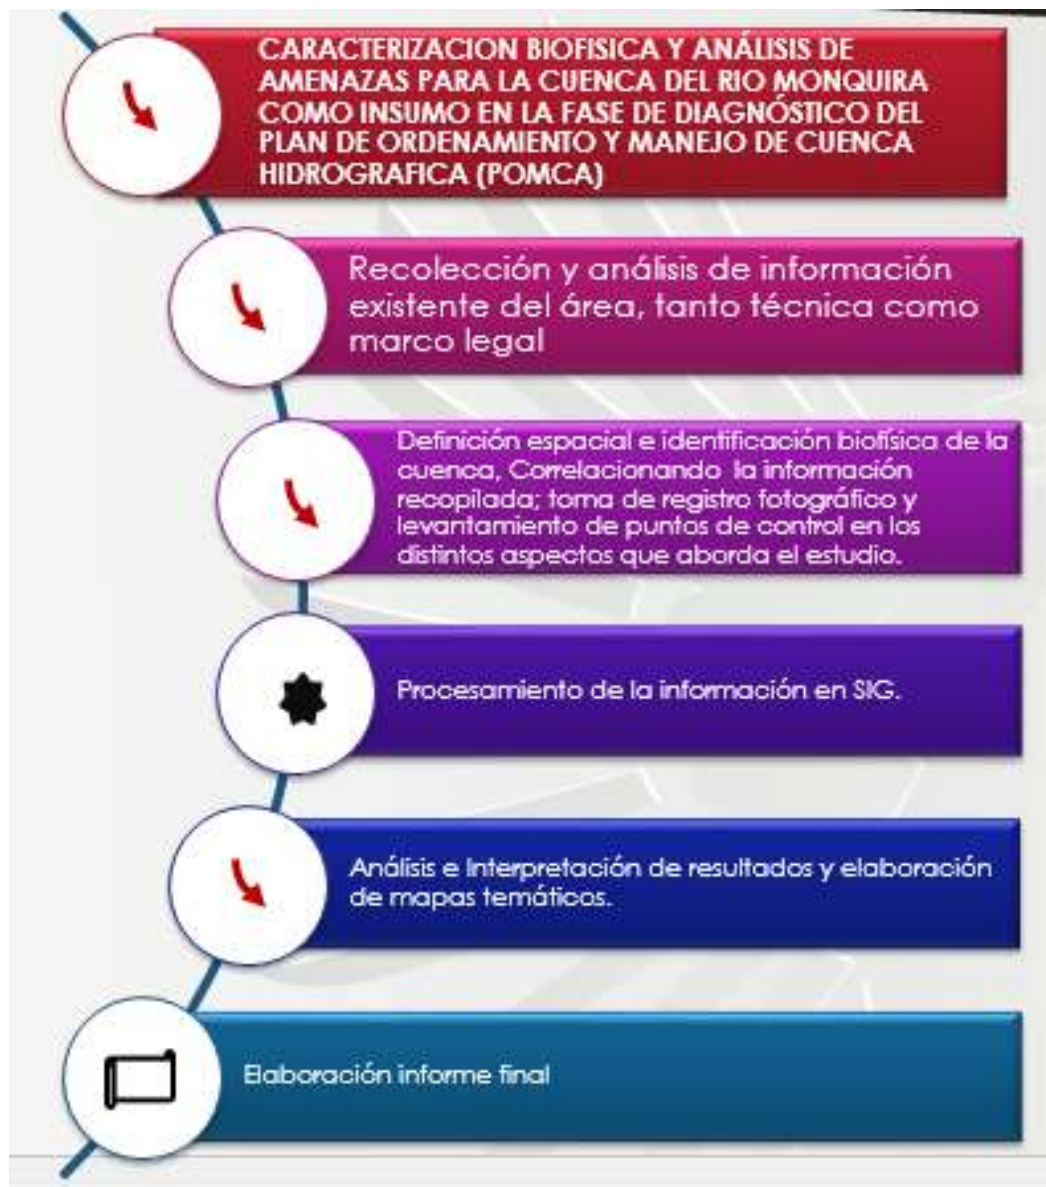 CARACTERIZACION BIOFISICA Y ANÁLISIS DE
AMENAZAS PARA LA CUENCA DEL RIO MONQUIRA
COMO INSUMO EN LA FASE DE DIAGNÓSTICO DEL
PLAN DE ORDENAMIENTO Y MANEJO DE CUENCA
HIDROGRAFICA (POMCA)
Recolección y análisis de información
existente del área, tanto técnica como
marco legal
Definición espacial e identificación biofísica de la
cuenca, Correlacionando la información
recopilada; toma de registro fotográfico y
levantamiento de puntos de control en los
distintos aspectos que aborda el estudio.
Procesamiento de la información en SIG.
Análisis e Interpretación de resultados y elaboración
de mapas temáticos.
Elaboración informe final